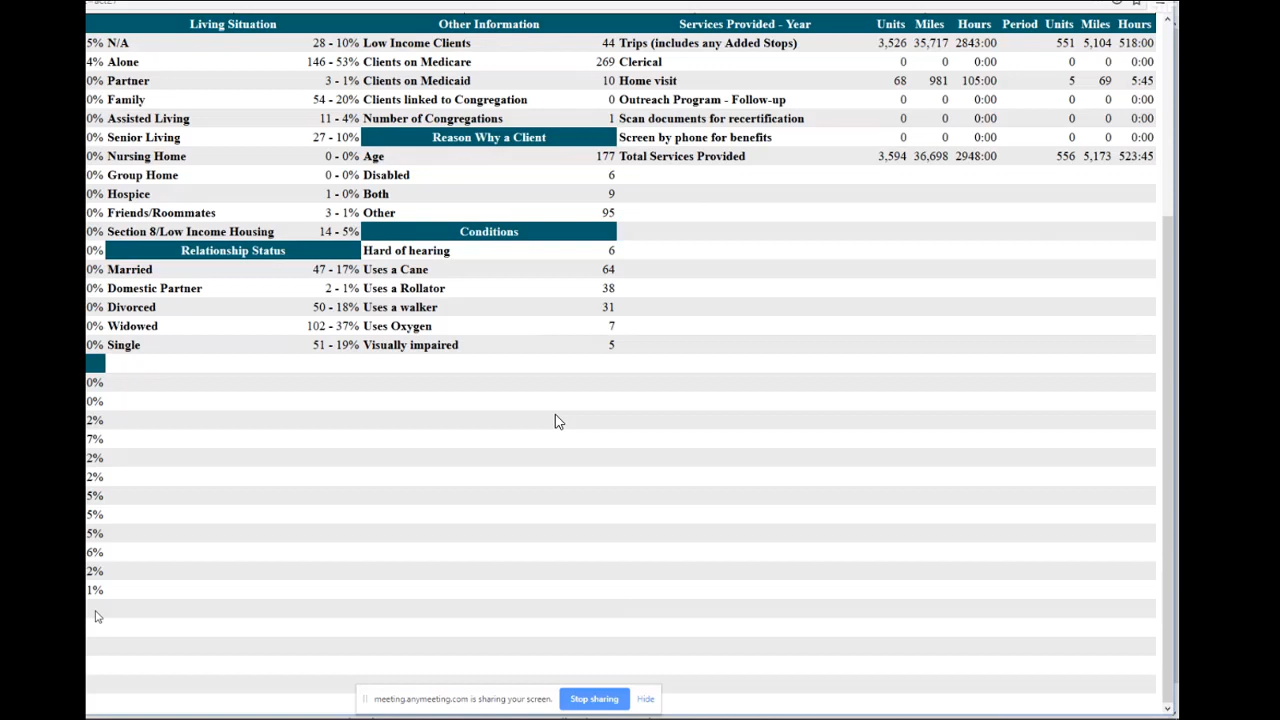 Living Situation Other Information Services Provided - Year Units Miles Hours Period Units Miles Hours
5% N/A 28 - 10% Low Income Clients 44 Trips (includes any Added Stops) 3,526 35,717 2843:00 551 5,104 518:00
4% Alone 146 - 53% Clients on Medicare 269 Clerical 0 0 0:00 0 0 0:00
0% Partner 3 - 1% Clients on Medicaid 10 Home visit 68 981 105:00 5 69 5:45
0% Family 54 - 20% Clients linked to Congregation 0 Outreach Program - Follow-up 0 0 0:00 0 0 0:00
0% Assisted Living 11 - 4% Number of Congregations 1 Scan documents for recertification 0 0 0:00 0 0 0:00
0% Senior Living 27 - 10% Reason Why a Client Screen by phone for benefits 0 0 0:00 0 0 0:00
0% Nursing Home 0 - 0% Age 177 Total Services Provided 3,594 36,698 2948:00 556 5,173 523:45
0% Group Home 0 - 0% Disabled 6
0% Hospice 1 - 0% Both 9
0% Friends/Roommates 3 - 1% Other 95
0% Section 8/Low Income Housing 14 - 5% Conditions
0% Relationship Status Hard of hearing 6
0% Married 47 - 17% Uses a Cane 64
0% Domestic Partner 2 - 1% Uses a Rollator 38
0% Divorced 50 - 18% Uses a walker 31
0% Widowed 102 - 37% Uses Oxygen 7
0% Single 51 - 19% Visually impaired 5
0%
0%
2%
7%
2%
2%
5%
5%
5%
6%
2%
1%
meeting.anymeeting.com is sharing your screen. Stop sharing Hide